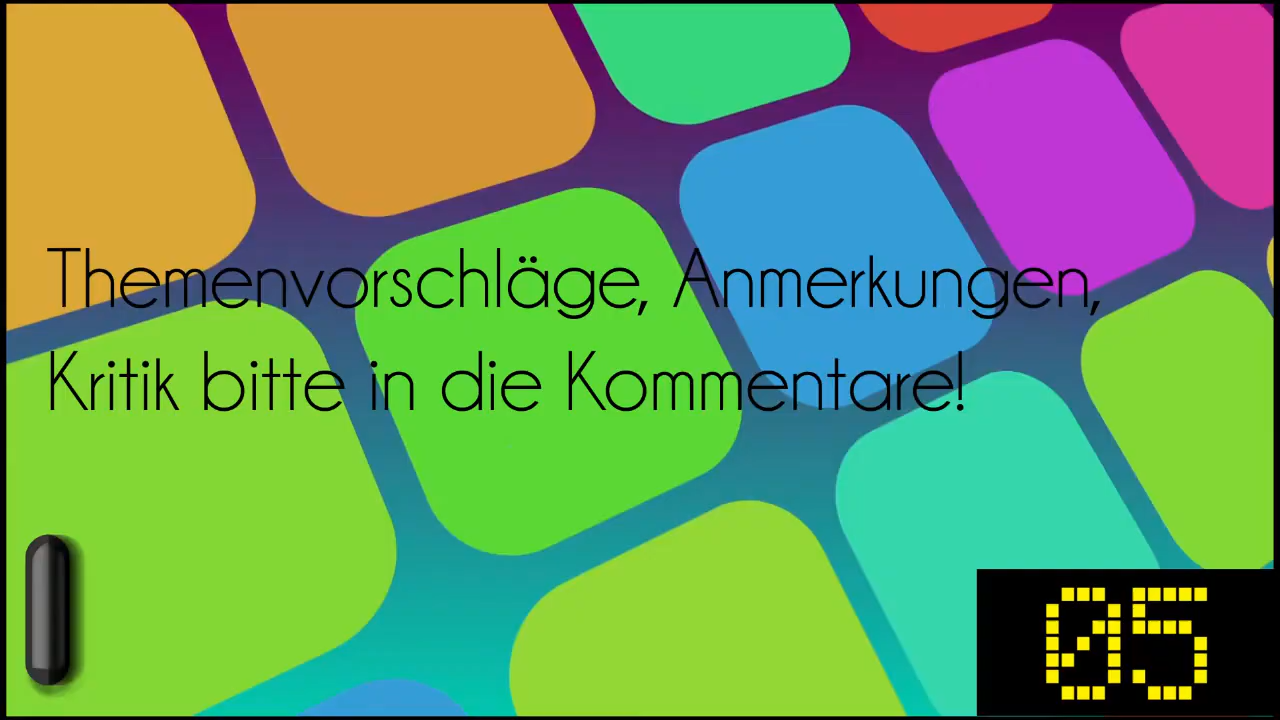 Themenvorschläge, Anmerkungen,
Kritik bitte in die Kommentare!
05